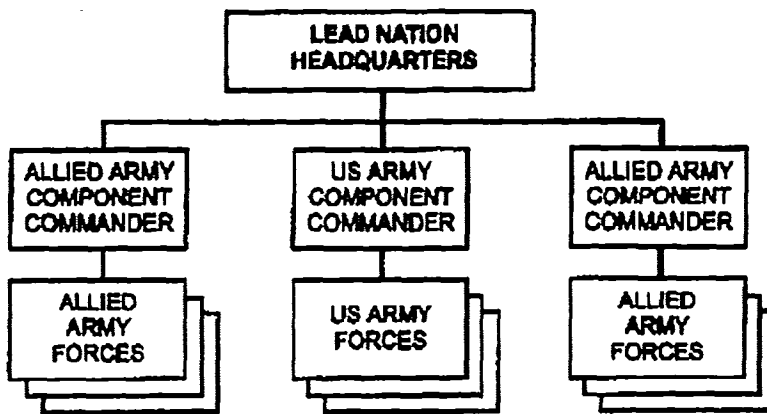 LEAD NATION
HEADQUARTERS
ALLIED ARMY
COMPONENT
COMMANDER
US ARMY
COMPONENT
COMMANDER
ALLIED ARMY
COMPONENT
COMMANDER
ALLIED
ARMY
FORCES
US ARMY
FORCES
ALLIED
ARMY
FORCES